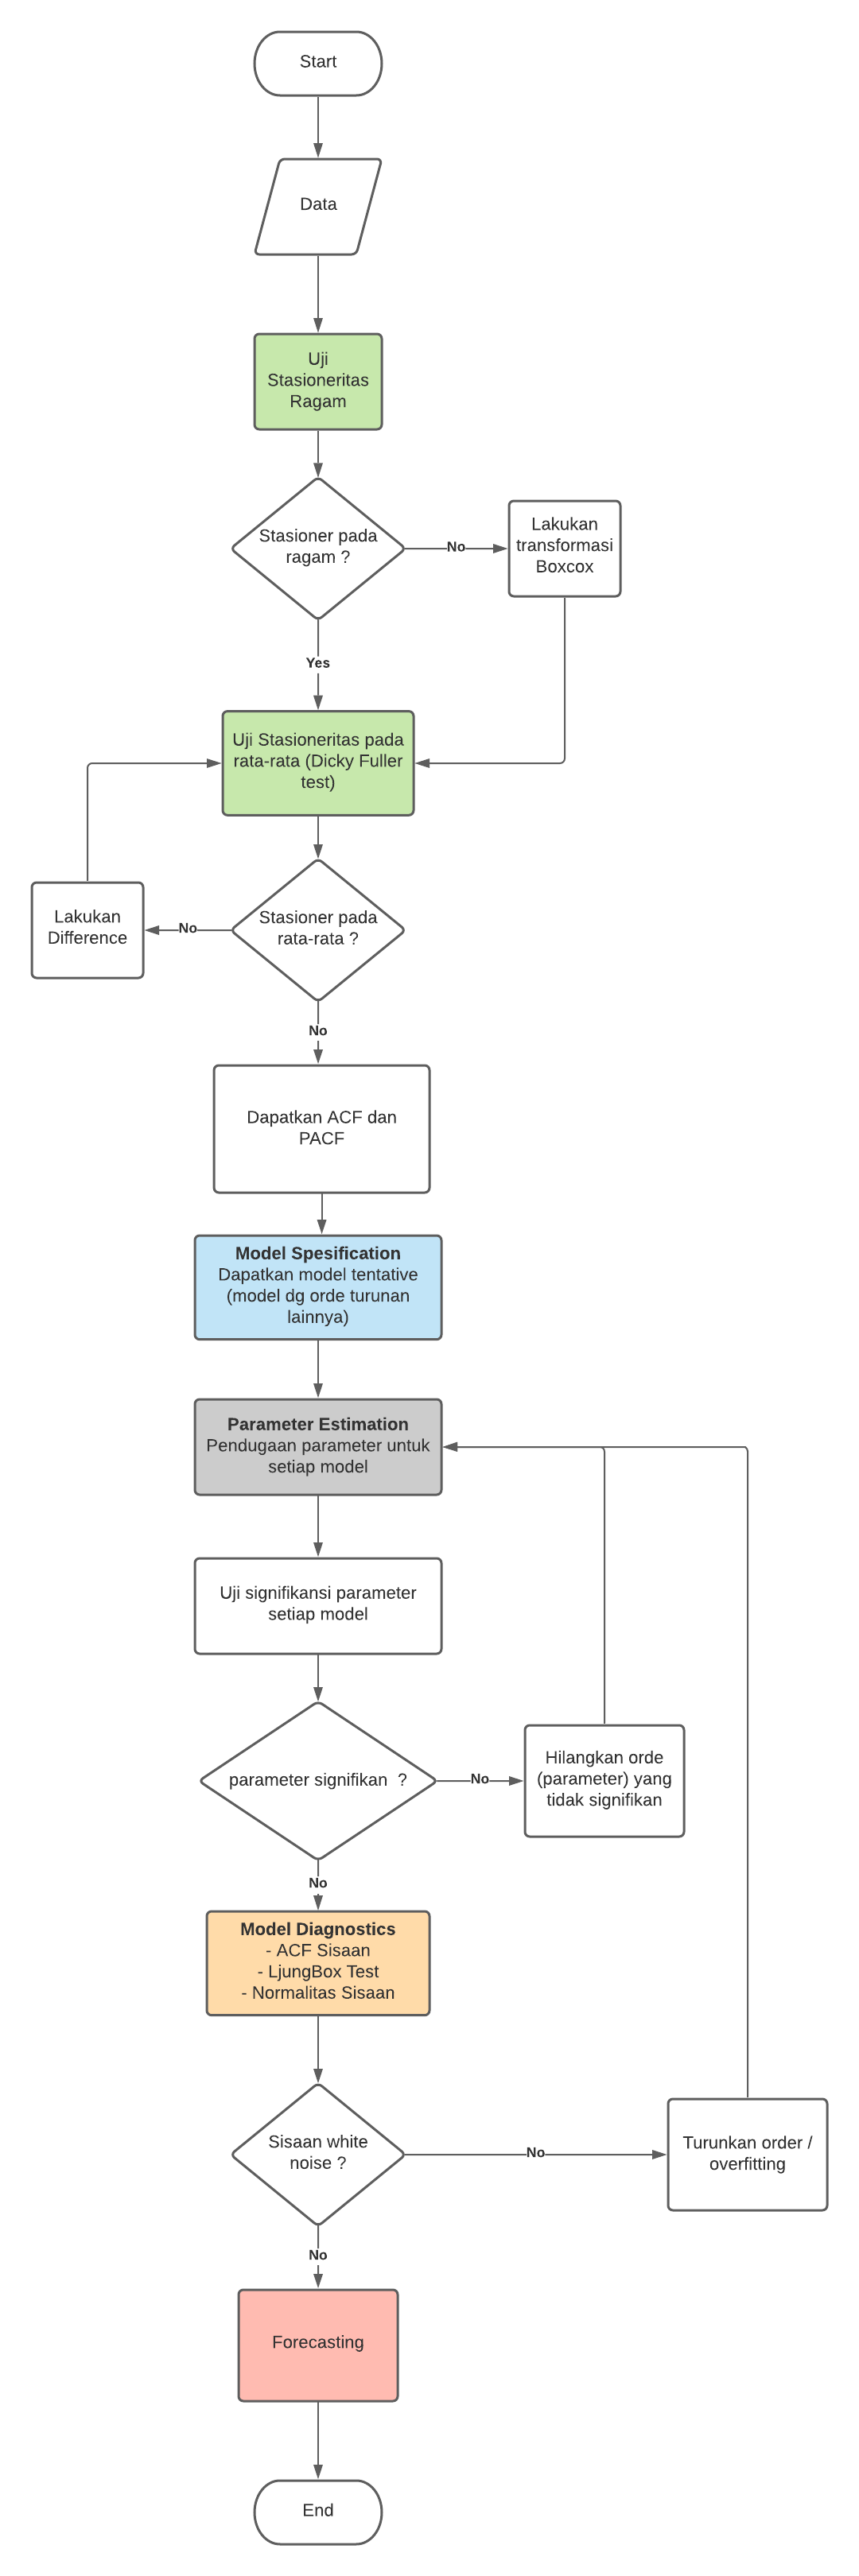 Start
Data
Uji
Stasioneritas
Ragam
Stasioner pada
ragam ?
No
Lakukan
transformasi
Boxcox
Yes
Uji Stasioneritas pada
rata-rata (Dicky Fuller
test)
Stasioner pada
rata-rata ?
No
Lakukan
Difference
No
Dapatkan ACF dan
PACF
Model Spesification
Dapatkan model tentative
(model dg orde turunan
lainnya)
Parameter Estimation
Pendugaan parameter untuk
setiap model
Uji signifikansi parameter
setiap model
parameter signifikan  ?
No
Hilangkan orde
(parameter) yang
tidak signifikan
No
Model Diagnostics
- ACF Sisaan
- LjungBox Test
- Normalitas Sisaan
Sisaan white
noise ?
No
Turunkan order /
overfitting
No
Forecasting
End